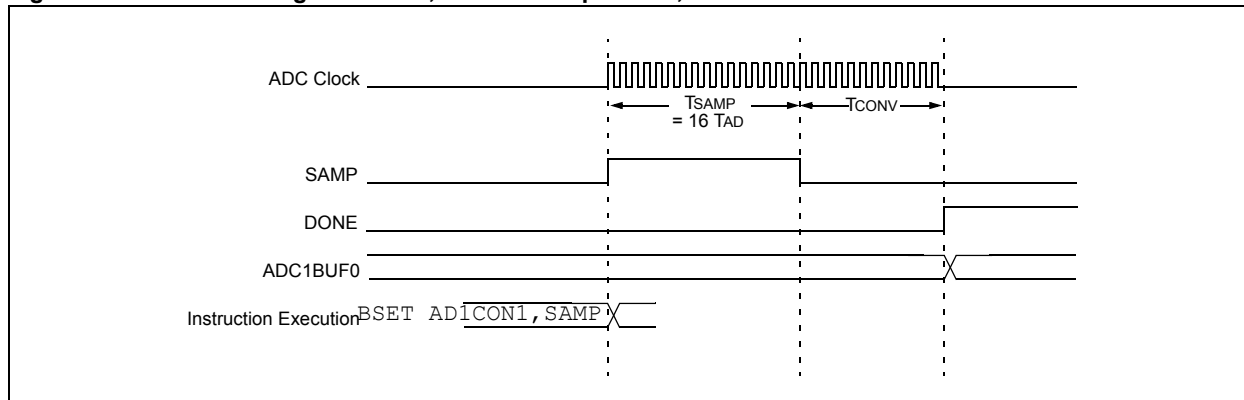 ADC Clock
TSAMP
= 16 TAD
TCONV
SAMP
DONE
ADC1BUF0
Instruction Execution BSET AD1CON1,SAMP